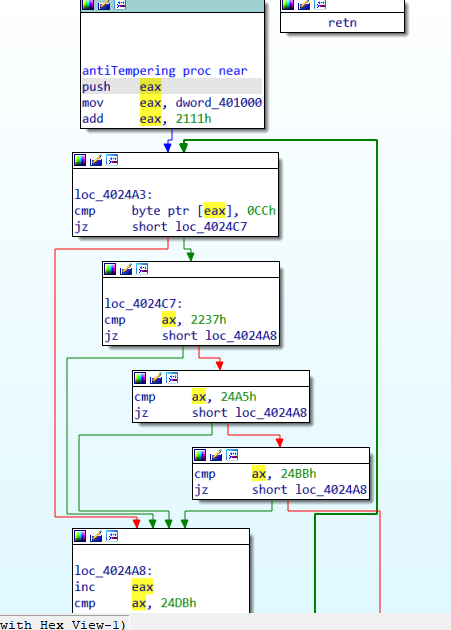 retn
antiTempering proc near
push eax
mov eax, dword_401000
add eax, 2111h
loc_4024A3:
cmp byte ptr [eax], 0CCh
jz short loc_4024C7
loc_4024C7:
cmp ax, 2237h
jz short loc_4024A8
cmp ax, 24A5h
jz short loc_4024A8
cmp ax, 24BBh
jz short loc_4024A8
loc_4024A8:
inc eax
cmp ax, 24DBh
with Hex View-1)